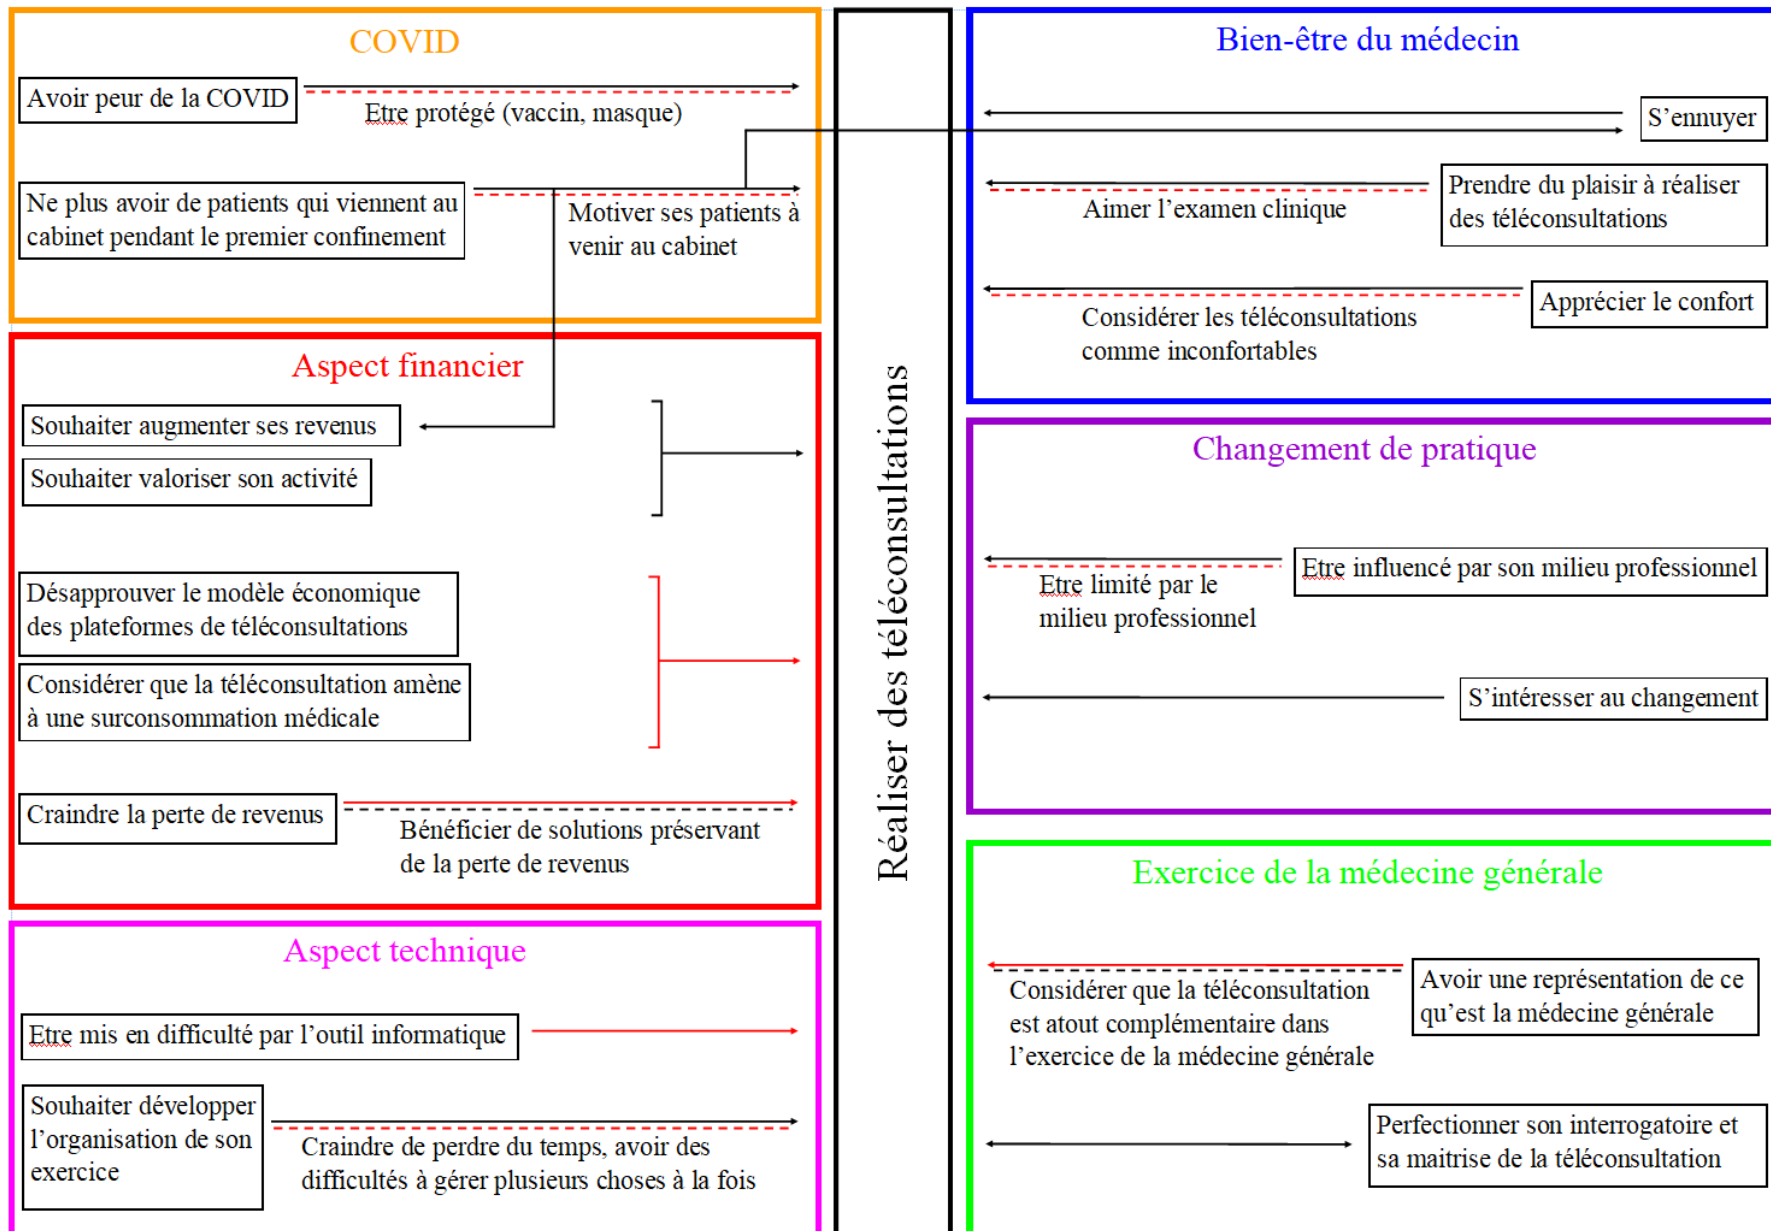 COVID
Avoir peur de la COVID
Etre protégé (vaccin, masque)
Ne plus avoir de patients qui viennent au
cabinet pendant le premier confinement
Motiver ses patients à
venir au cabinet
Aspect financier
Souhaiter augmenter ses revenus
Souhaiter valoriser son activité
Désapprouver le modèle économique
des plateformes de téléconsultations
Considérer que la téléconsultation amène
à une surconsommation médicale
Craindre la perte de revenus
Bénéficier de solutions préservant
de la perte de revenus
Aspect technique
Etre mis en difficulté par l’outil informatique
Souhaiter développer
l’organisation de son
exercice
Craindre de perdre du temps, avoir des
difficultés à gérer plusieurs choses à la fois
Réaliser des téléconsultations
Bien-être du médecin
S’ennuyer
Prendre du plaisir à réaliser
des téléconsultations
Aimer l’examen clinique
Apprécier le confort
Considérer les téléconsultations
comme inconfortables
Changement de pratique
Etre influencé par son milieu professionnel
Etre limité par le
milieu professionnel
S’intéresser au changement
Exercice de la médecine générale
Avoir une représentation de ce
qu’est la médecine générale
Considérer que la téléconsultation
est atout complémentaire dans
l’exercice de la médecine générale
Perfectionner son interrogatoire et
sa maitrise de la téléconsultation